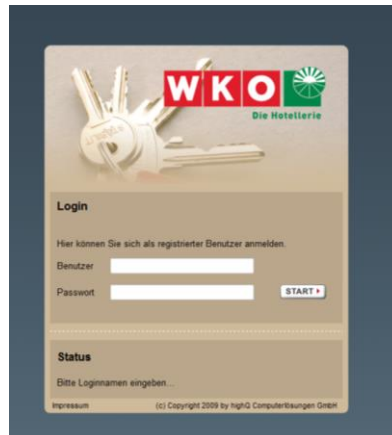 WKO
Die Hotellerie
Login
Hier können Sie sich als registrierter Benutzer anmelden.
Benutzer
Passwort
START
Status
Bitte Loginnamen eingeben...
Impressum
(c) Copyright 2009 by highQ Computerlösungen GmbH